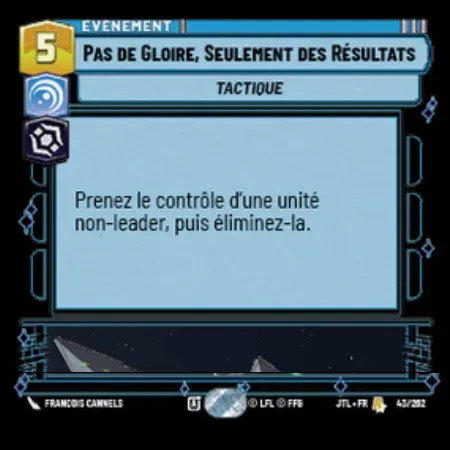 ÉVÉNEMENT
5
PAS DE GLOIRE, SEULEMENT DES RÉSULTATS
TACTIQUE
Prenez le contrôle d'une unité
non-leader, puis éliminez-la.
FRANCOIS CANNELS
© LFL © FFG
JTL • FR
43/262